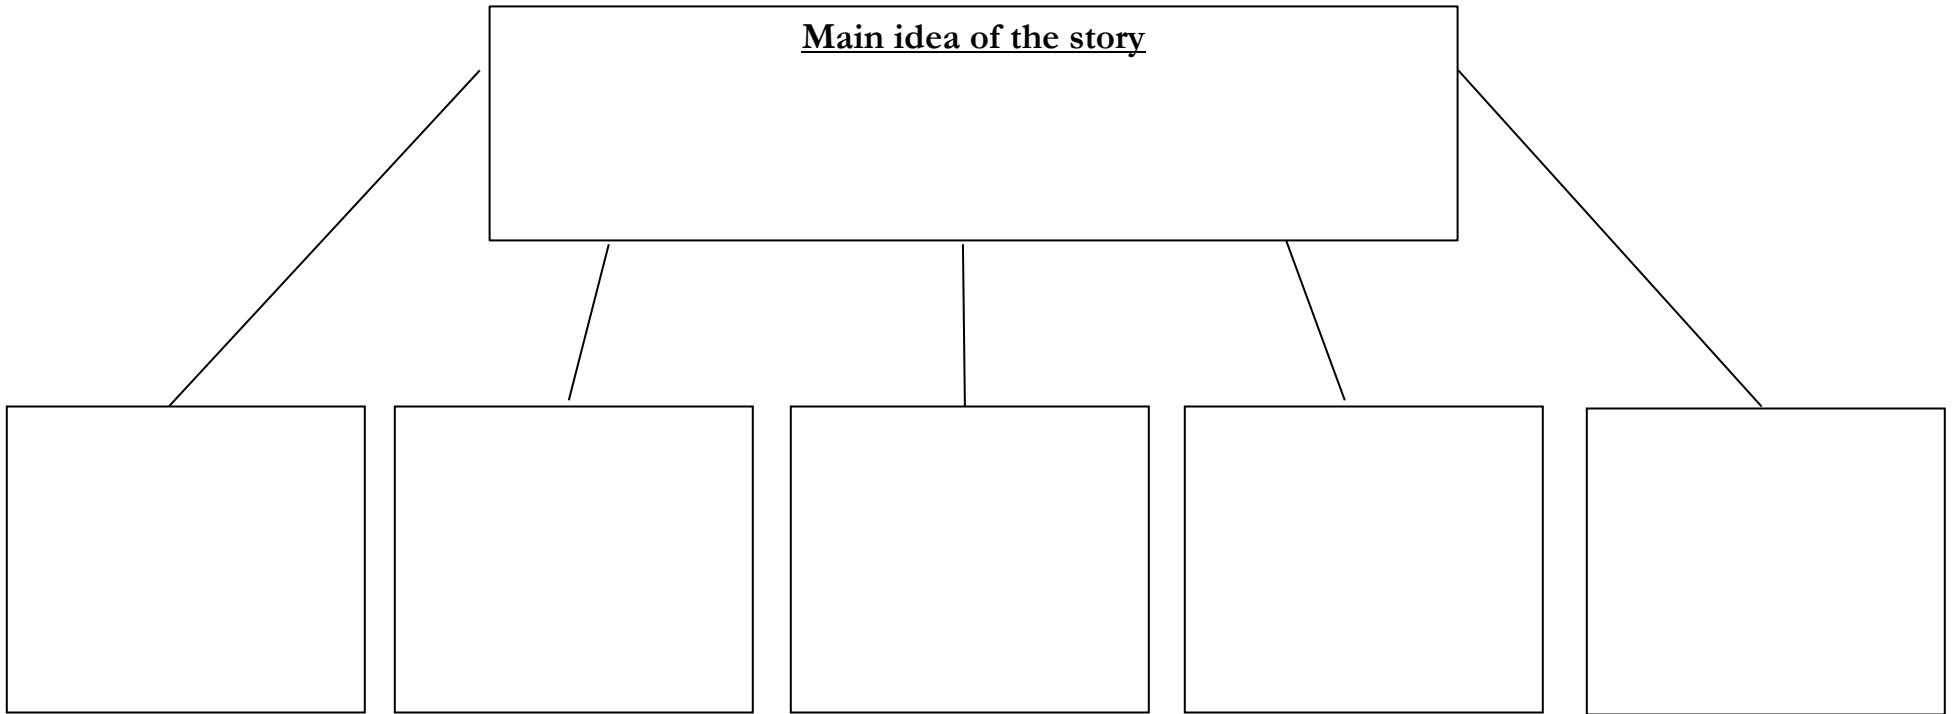 Main idea of the story